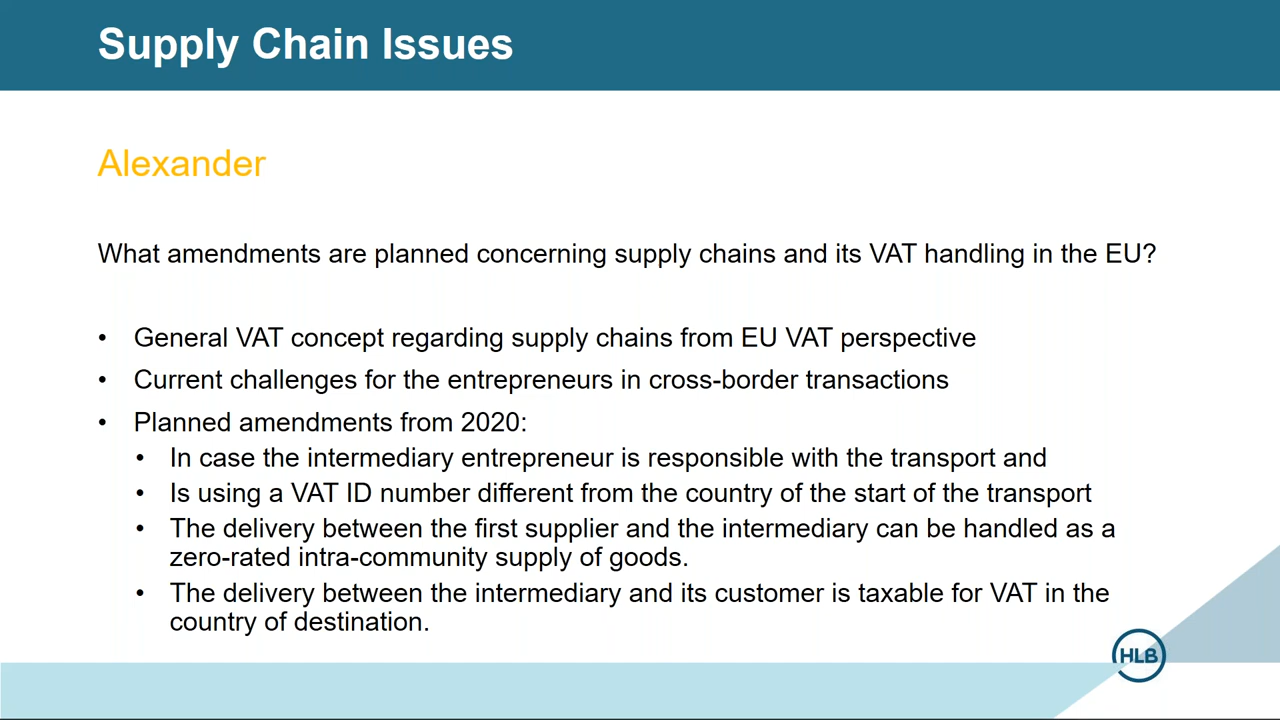 Supply Chain Issues
Alexander
What amendments are planned concerning supply chains and its VAT handling in the EU?
• General VAT concept regarding supply chains from EU VAT perspective
• Current challenges for the entrepreneurs in cross-border transactions
• Planned amendments from 2020:
• In case the intermediary entrepreneur is responsible with the transport and
• Is using a VAT ID number different from the country of the start of the transport
• The delivery between the first supplier and the intermediary can be handled as a
zero-rated intra-community supply of goods.
• The delivery between the intermediary and its customer is taxable for VAT in the
country of destination.
HLB